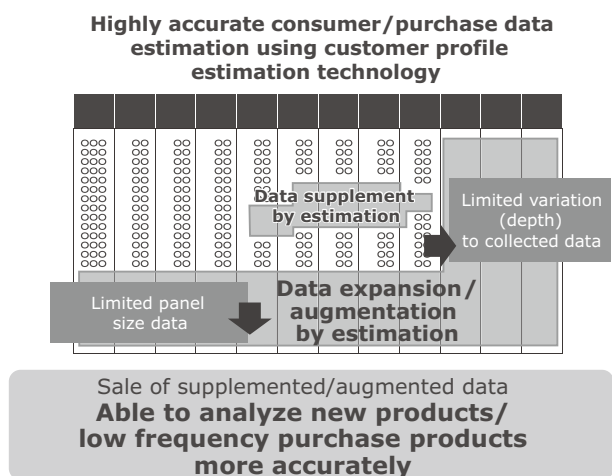 Highly accurate consumer/purchase data
estimation using customer profile
estimation technology
Data supplement
by estimation
Limited variation
(depth)
to collected data
Limited panel
size data
Data expansion/
augmentation
by estimation
Sale of supplemented/augmented data
Able to analyze new products/
low frequency purchase products
more accurately